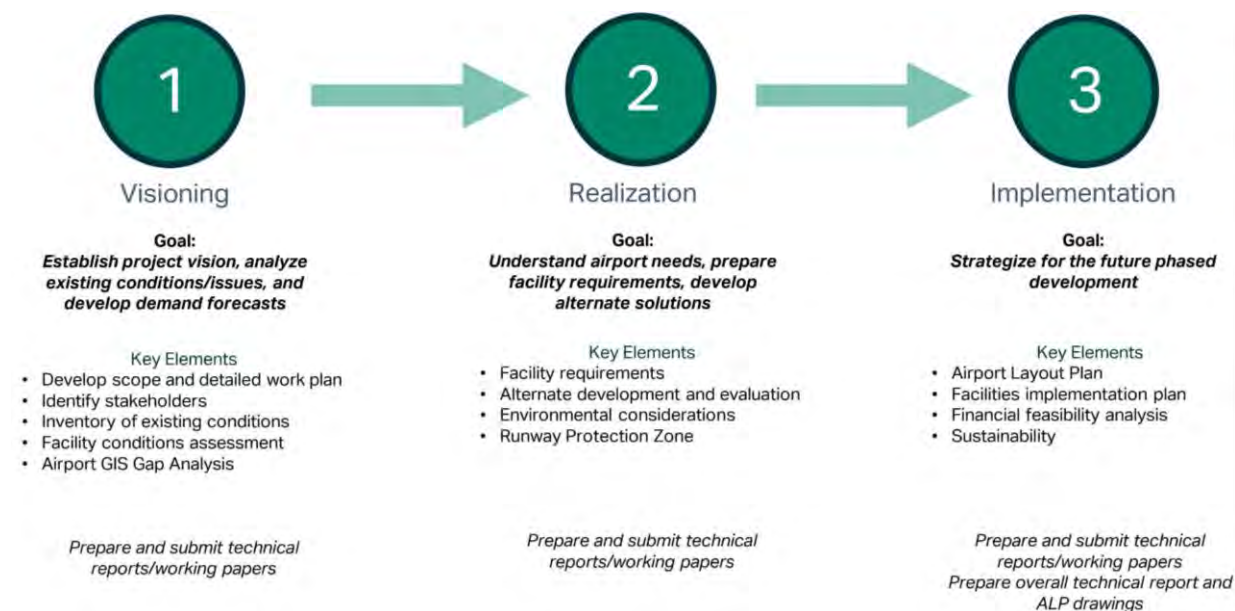 1
Visioning
Goal:
Establish project vision, analyze
existing conditions/issues, and
develop demand forecasts
Key Elements
• Develop scope and detailed work plan
• Identify stakeholders
• Inventory of existing conditions
• Facility conditions assessment
• Airport GIS Gap Analysis
Prepare and submit technical
reports/working papers
2
Realization
Goal:
Understand airport needs, prepare
facility requirements, develop
alternate solutions
Key Elements
• Facility requirements
• Alternate development and evaluation
• Environmental considerations
• Runway Protection Zone
Prepare and submit technical
reports/working papers
3
Implementation
Goal:
Strategize for the future phased
development
Key Elements
• Airport Layout Plan
• Facilities implementation plan
• Financial feasibility analysis
• Sustainability
Prepare and submit technical
reports/working papers
Prepare overall technical report and
ALP drawings